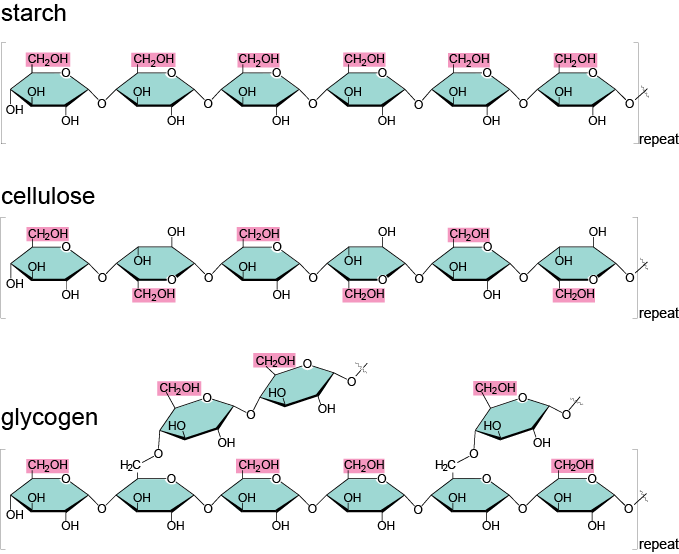 starch
CH₂OH CH₂OH CH₂OH CH₂OH CH₂OH CH₂OH
O O O O O O
OH OH OH OH OH OH
O O O O O O
OH
OH OH OH OH OH OH
repeat
cellulose
CH₂OH OH CH₂OH OH CH₂OH OH
O O O
OH OH OH OH OH OH
O O O O O O O O O
OH
OH CH₂OH OH CH₂OH OH CH₂OH
repeat
CH₂OH O
O
CH₂OH CH₂OH
HO
O O
OH
O O
glycogen
HO HO
OH OH
O O
CH₂OH H₂C CH₂OH CH₂OH H₂C CH₂OH
O O O O O O
OH OH OH OH OH OH
O O O O O O
OH
OH OH OH OH OH OH
repeat